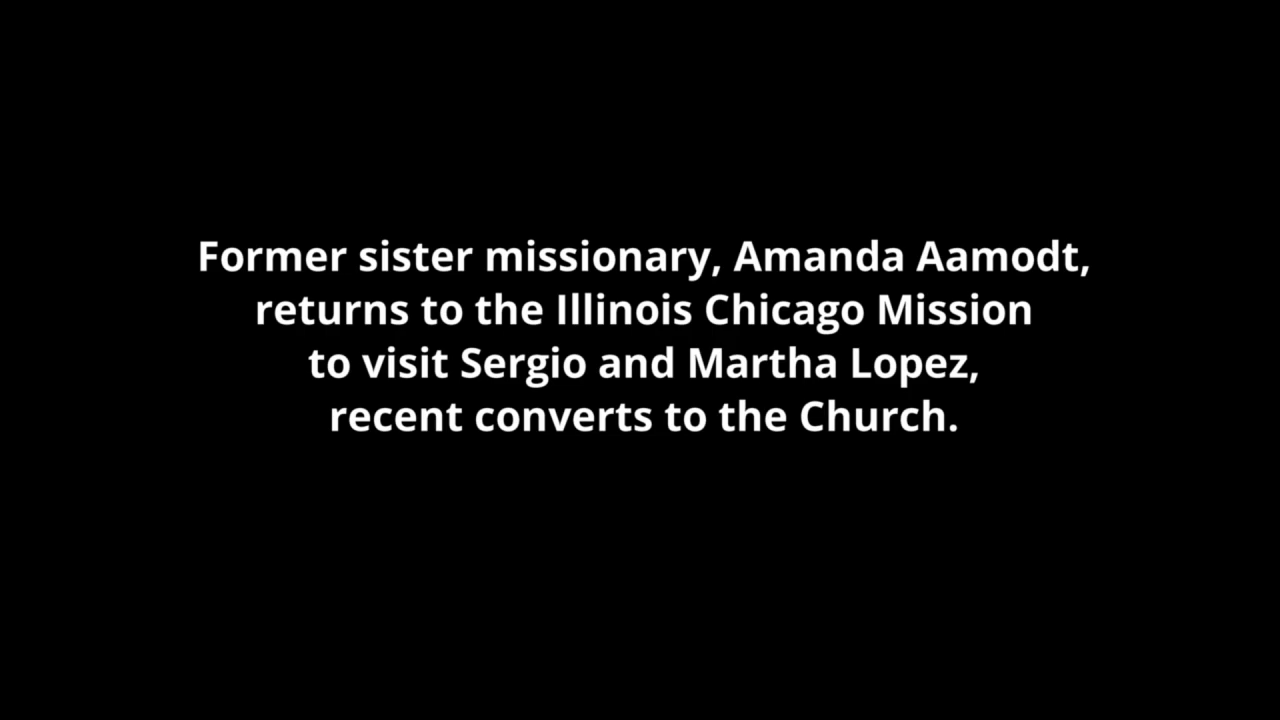 Former sister missionary, Amanda Aamodt,
returns to the Illinois Chicago Mission
to visit Sergio and Martha Lopez,
recent converts to the Church.